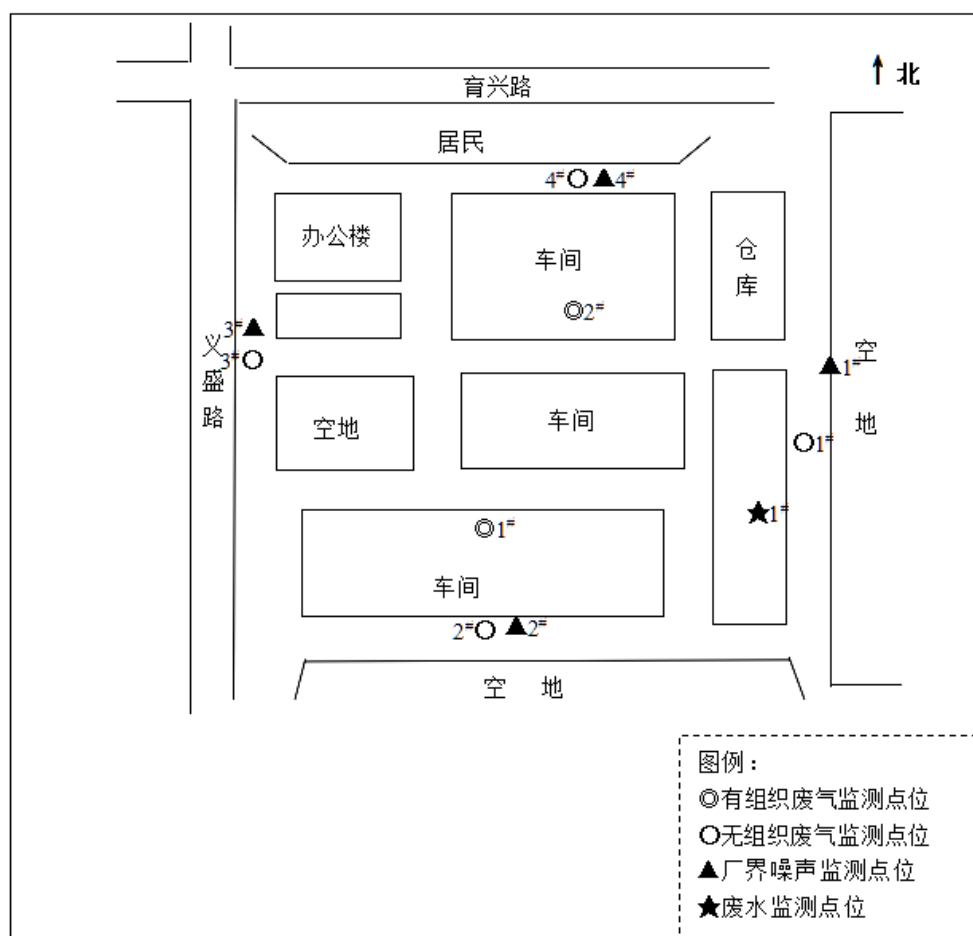 育兴路
北
居民
4# 4#
办公楼
车间
仓库
2#
3#
3#
义盛路
空地
1#
空地
车间
1#
1#
1#
车间
2# 2#
空 地
图例：
◎有组织废气监测点位
○无组织废气监测点位
▲厂界噪声监测点位
★废水监测点位